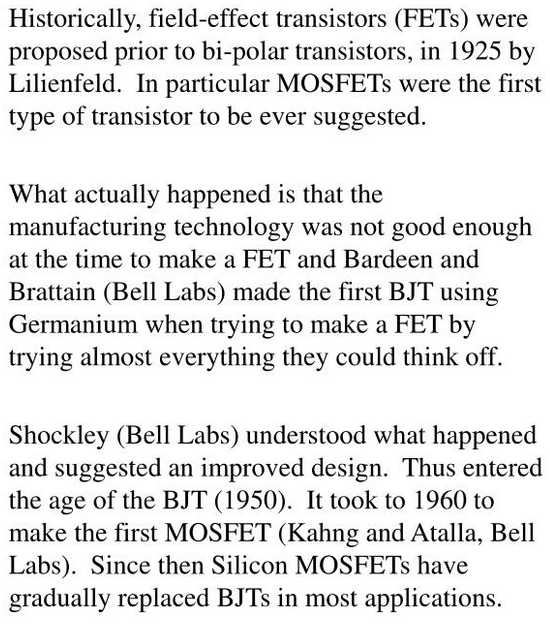 Historically, field-effect transistors (FETs) were
proposed prior to bi-polar transistors, in 1925 by
Lilienfeld.  In particular MOSFETs were the first
type of transistor to be ever suggested.
What actually happened is that the
manufacturing technology was not good enough
at the time to make a FET and Bardeen and
Brattain (Bell Labs) made the first BJT using
Germanium when trying to make a FET by
trying almost everything they could think off.
Shockley (Bell Labs) understood what happened
and suggested an improved design.  Thus entered
the age of the BJT (1950).  It took to 1960 to
make the first MOSFET (Kahng and Atalla, Bell
Labs).  Since then Silicon MOSFETs have
gradually replaced BJTs in most applications.